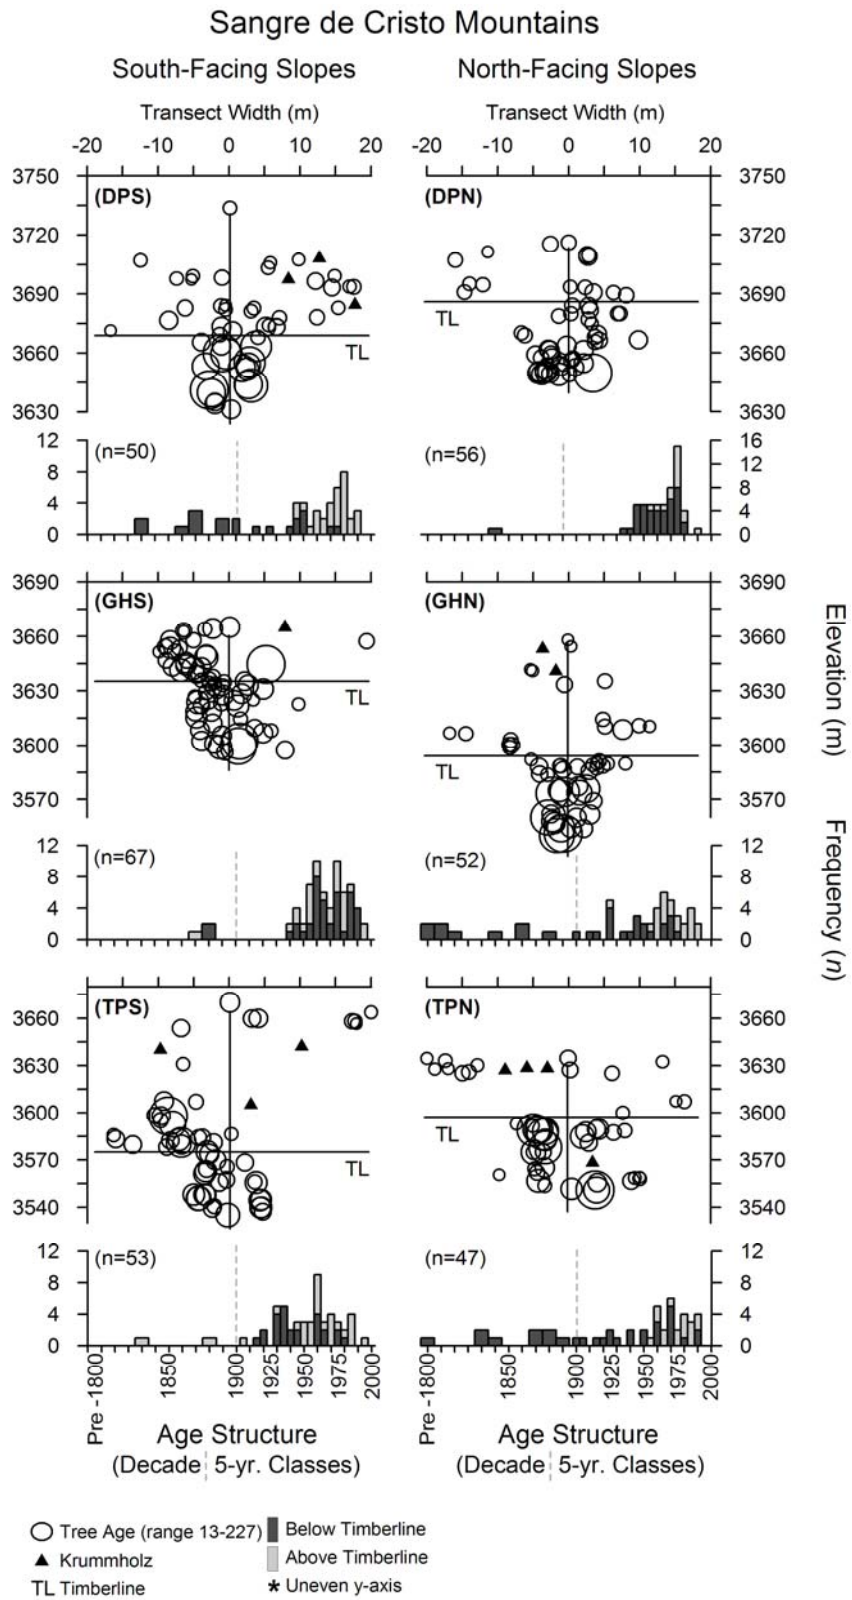 Sangre de Cristo Mountains
South-Facing Slopes North-Facing Slopes
Transect Width (m) Transect Width (m)
-20 -10 0 10 20 -20 -10 0 10 20
3750 (DPS) (DPN) 3750
3720 3720
3690 3690
TL TL
3660 3660
3630 3630
12 (n=50) (n=56) 16
8 12
4 8
0 4
0
3690 (GHS) (GHN) 3690
3660 3660
3630 TL 3630
3600 3600
TL
3570 3570
12 (n=67) (n=52) 12
8 8
4 4
0 0
(TPS) (TPN)
3660 3660
3630 3630
3600 3600
TL TL
3570 3570
3540 3540
12 (n=53) (n=47) 12
8 8
4 4
0 0
Elevation (m)
Frequency (n)
Pre -1800 1850 1900 1925 1950 1975 2000 Pre -1800 1850 1900 1925 1950 1975 2000
Age Structure Age Structure
(Decade 5-yr. Classes) (Decade 5-yr. Classes)
Tree Age (range 13-227) Below Timberline
Krummholz Above Timberline
TL Timberline * Uneven y-axis